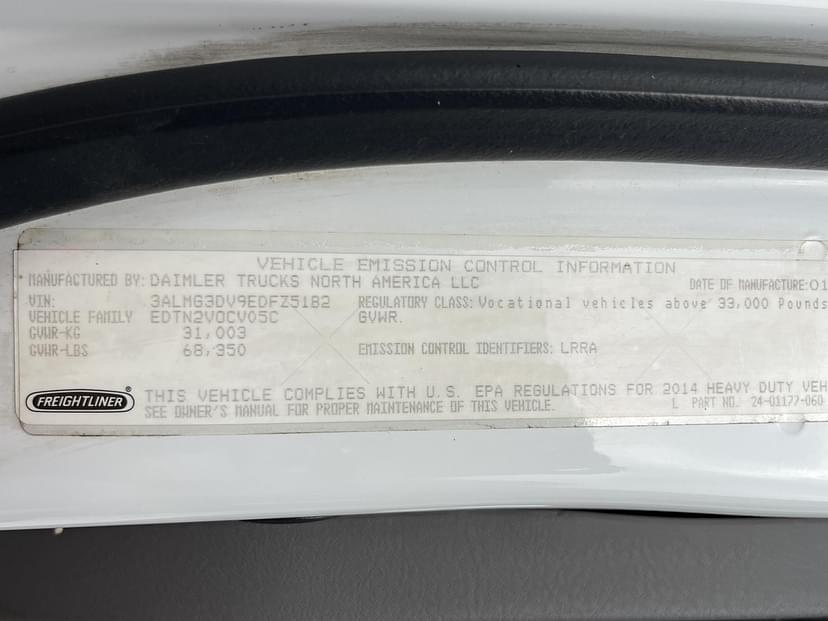 VEHICLE EMISSION CONTROL INFORMATION
MANUFACTURED BY: DAIMLER TRUCKS NORTH AMERICA LLC DATE OF MANUFACTURE: 01
VIN: 3ALMG3DV9EDFZ5182 REGULATORY CLASS: Vocational vehicles above 33,000 Pounds
VEHICLE FAMILY EDTN2VOCV05C GVWR.
GVWR-KG 31,003
GVWR-LBS 68,350 EMISSION CONTROL IDENTIFIERS: LRRA
FREIGHTLINER
THIS VEHICLE COMPLIES WITH U.S. EPA REGULATIONS FOR 2014 HEAVY DUTY VEH
SEE OWNER'S MANUAL FOR PROPER MAINTENANCE OF THIS VEHICLE. L PART NO. 24-01177-060